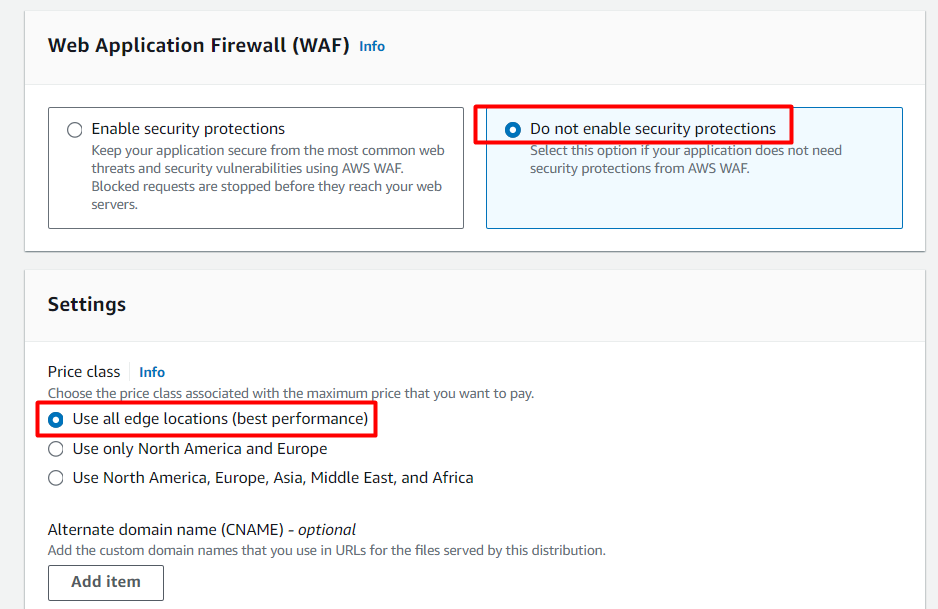 Web Application Firewall (WAF) Info
Enable security protections
Keep your application secure from the most common web
threats and security vulnerabilities using AWS WAF.
Blocked requests are stopped before they reach your web
servers.
Do not enable security protections
Select this option if your application does not need
security protections from AWS WAF.
Settings
Price class Info
Choose the price class associated with the maximum price that you want to pay.
Use all edge locations (best performance)
Use only North America and Europe
Use North America, Europe, Asia, Middle East, and Africa
Alternate domain name (CNAME) - optional
Add the custom domain names that you use in URLs for the files served by this distribution.
Add item